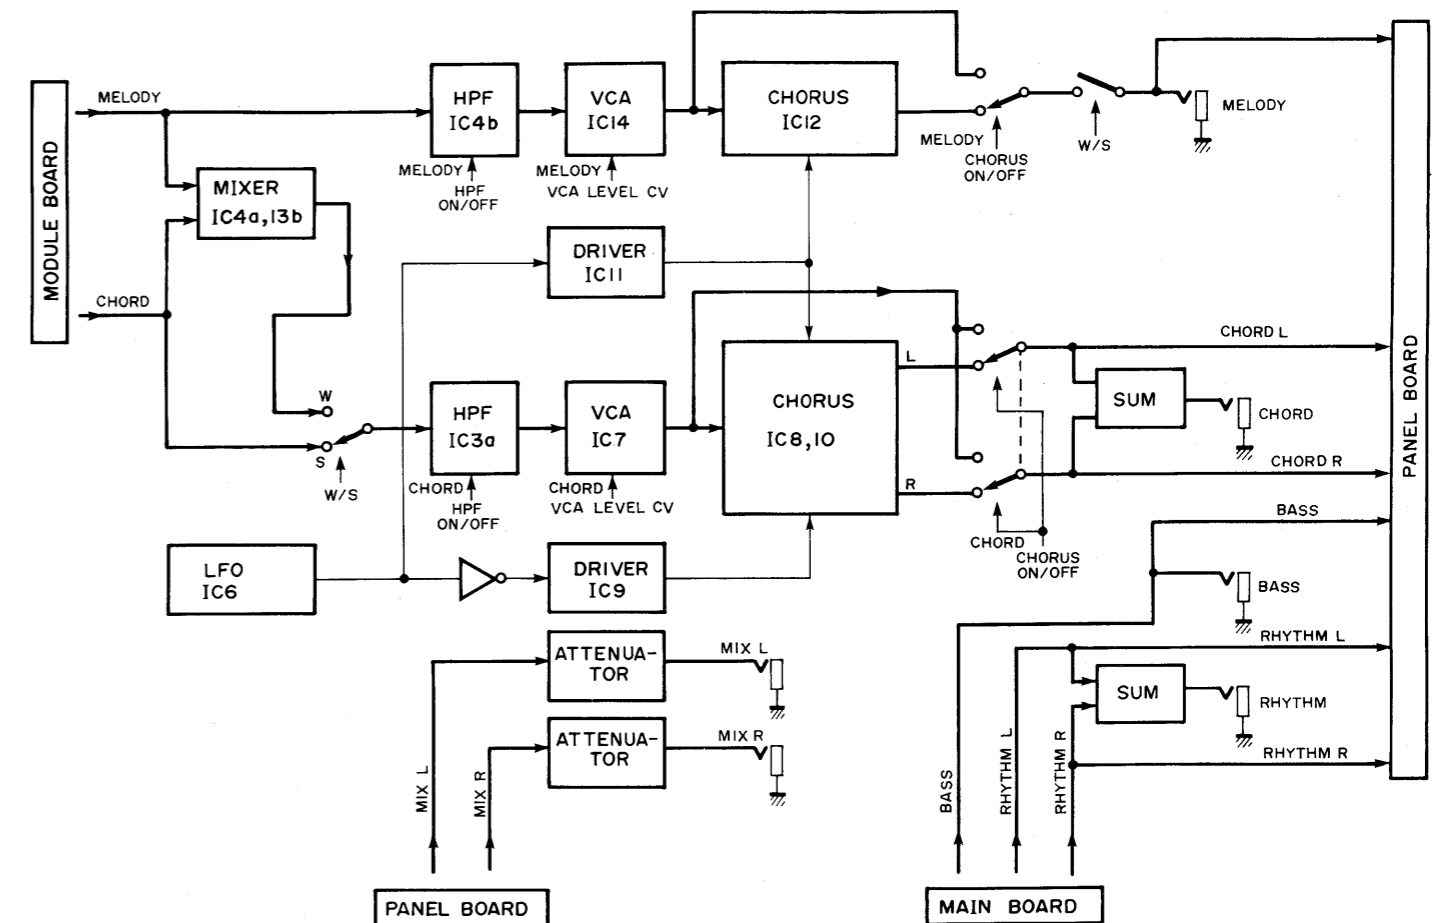 MODULE BOARD
MELODY
CHORD
MIXER
IC4a,13b
HPF
IC4b
MELODY
HPF
ON/OFF
VCA
IC14
MELODY
VCA LEVEL CV
CHORUS
IC12
MELODY
CHORUS
ON/OFF
W/S
MELODY
PANEL BOARD
DRIVER
IC11
W
S
W/S
HPF
IC3a
CHORD
HPF
ON/OFF
VCA
IC7
CHORD
VCA LEVEL CV
CHORUS
IC8,10
L
R
CHORD
CHORUS
ON/OFF
CHORD L
SUM
CHORD
CHORD R
BASS
BASS
LFO
IC6
DRIVER
IC9
ATTENUA-
TOR
MIX L
ATTENUA-
TOR
MIX R
MIX L
MIX R
PANEL BOARD
RHYTHM L
SUM
RHYTHM
RHYTHM R
BASS
RHYTHM L
RHYTHM R
MAIN BOARD